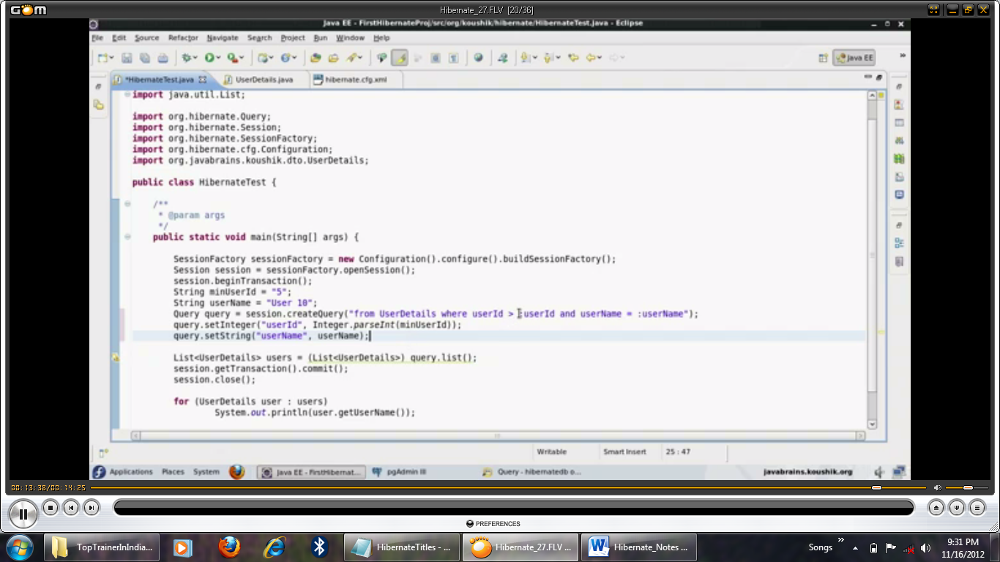 GOM
Hibernate_27.FLV [20/36]
Java EE - FirstHibernateProj/src/org/koushik/hibernate/HibernateTest.java - Eclipse
File Edit Source Refactor Navigate Search Project Run Window Help
Java EE
*HibernateTest.java UserDetails.java hibernate.cfg.xml
import java.util.List;
import org.hibernate.Query;
import org.hibernate.Session;
import org.hibernate.SessionFactory;
import org.hibernate.cfg.Configuration;
import org.javabrains.koushik.dto.UserDetails;
public class HibernateTest {
/**
* @param args
*/
public static void main(String[] args) {
SessionFactory sessionFactory = new Configuration().configure().buildSessionFactory();
Session session = sessionFactory.openSession();
session.beginTransaction();
String minUserId = "5";
String userName = "User 10";
Query query = session.createQuery("from UserDetails where userId > :userId and userName = :userName");
query.setInteger("userId", Integer.parseInt(minUserId));
query.setString("userName", userName);
List<UserDetails> users = (List<UserDetails>) query.list();
session.getTransaction().commit();
session.close();
for (UserDetails user : users)
System.out.println(user.getUserName());
Writable Smart Insert 25 : 47
Applications Places System Java EE - FirstHibernat... pgAdmin III Query - hibernatedb o... javabrains.koushik.org
00:13:38/00:14:25
PREFERENCES
TopTrainerInIndia... HibernateTitles - ... Hibernate_27.FLV ... Hibernate_Notes ... Songs 9:31 PM
11/16/2012